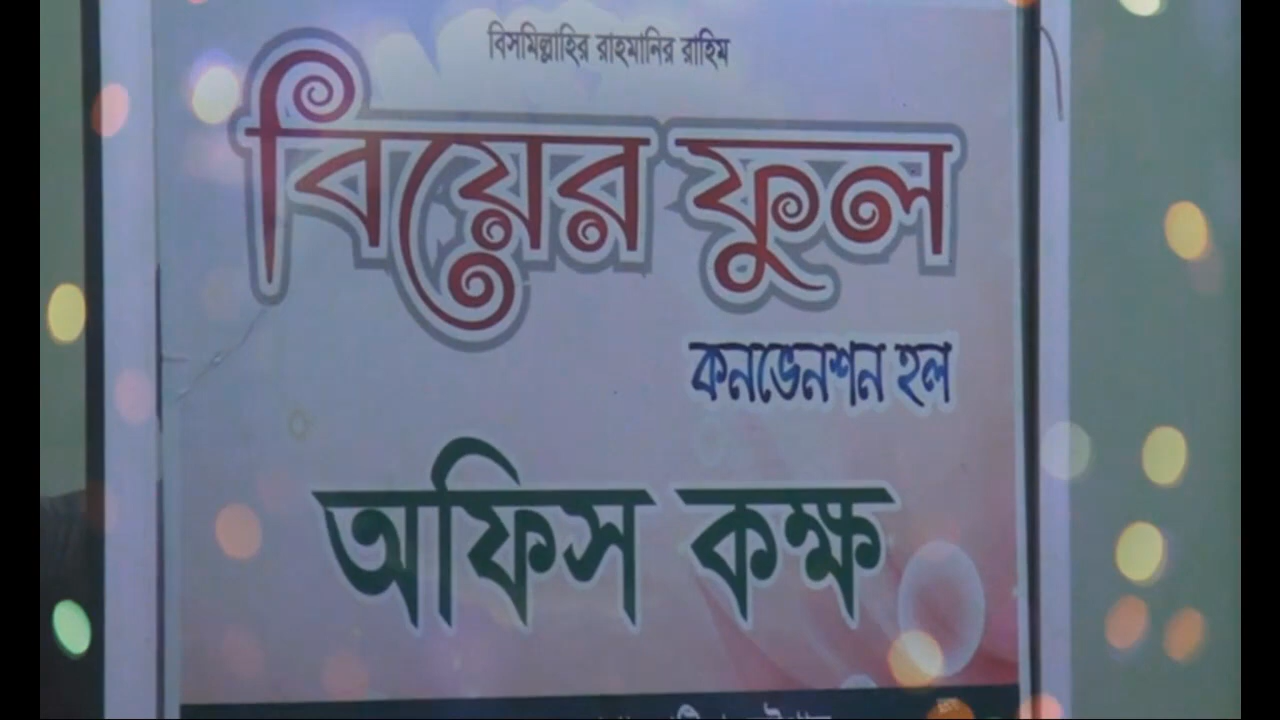 বিসমিল্লাহির রাহমানির রাহিম
বিয়ের ফুল
কনভেনশন হল
অফিস কক্ষ